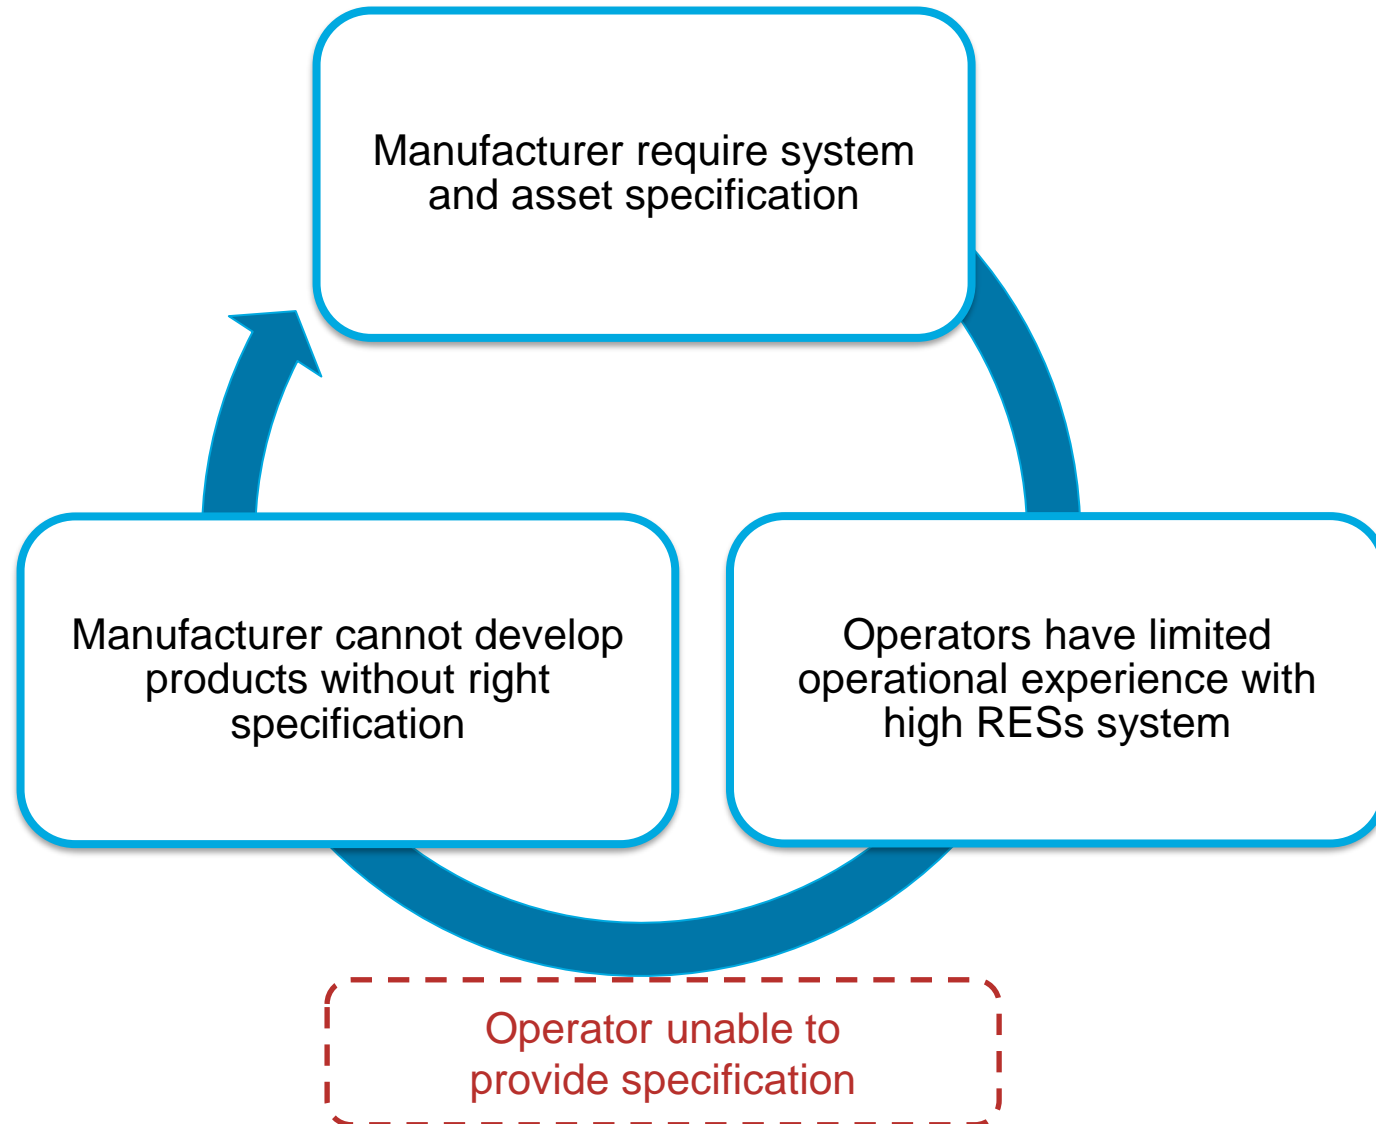 Manufacturer require system
and asset specification
Manufacturer cannot develop
products without right
specification
Operators have limited
operational experience with
high RESs system
Operator unable to
provide specification